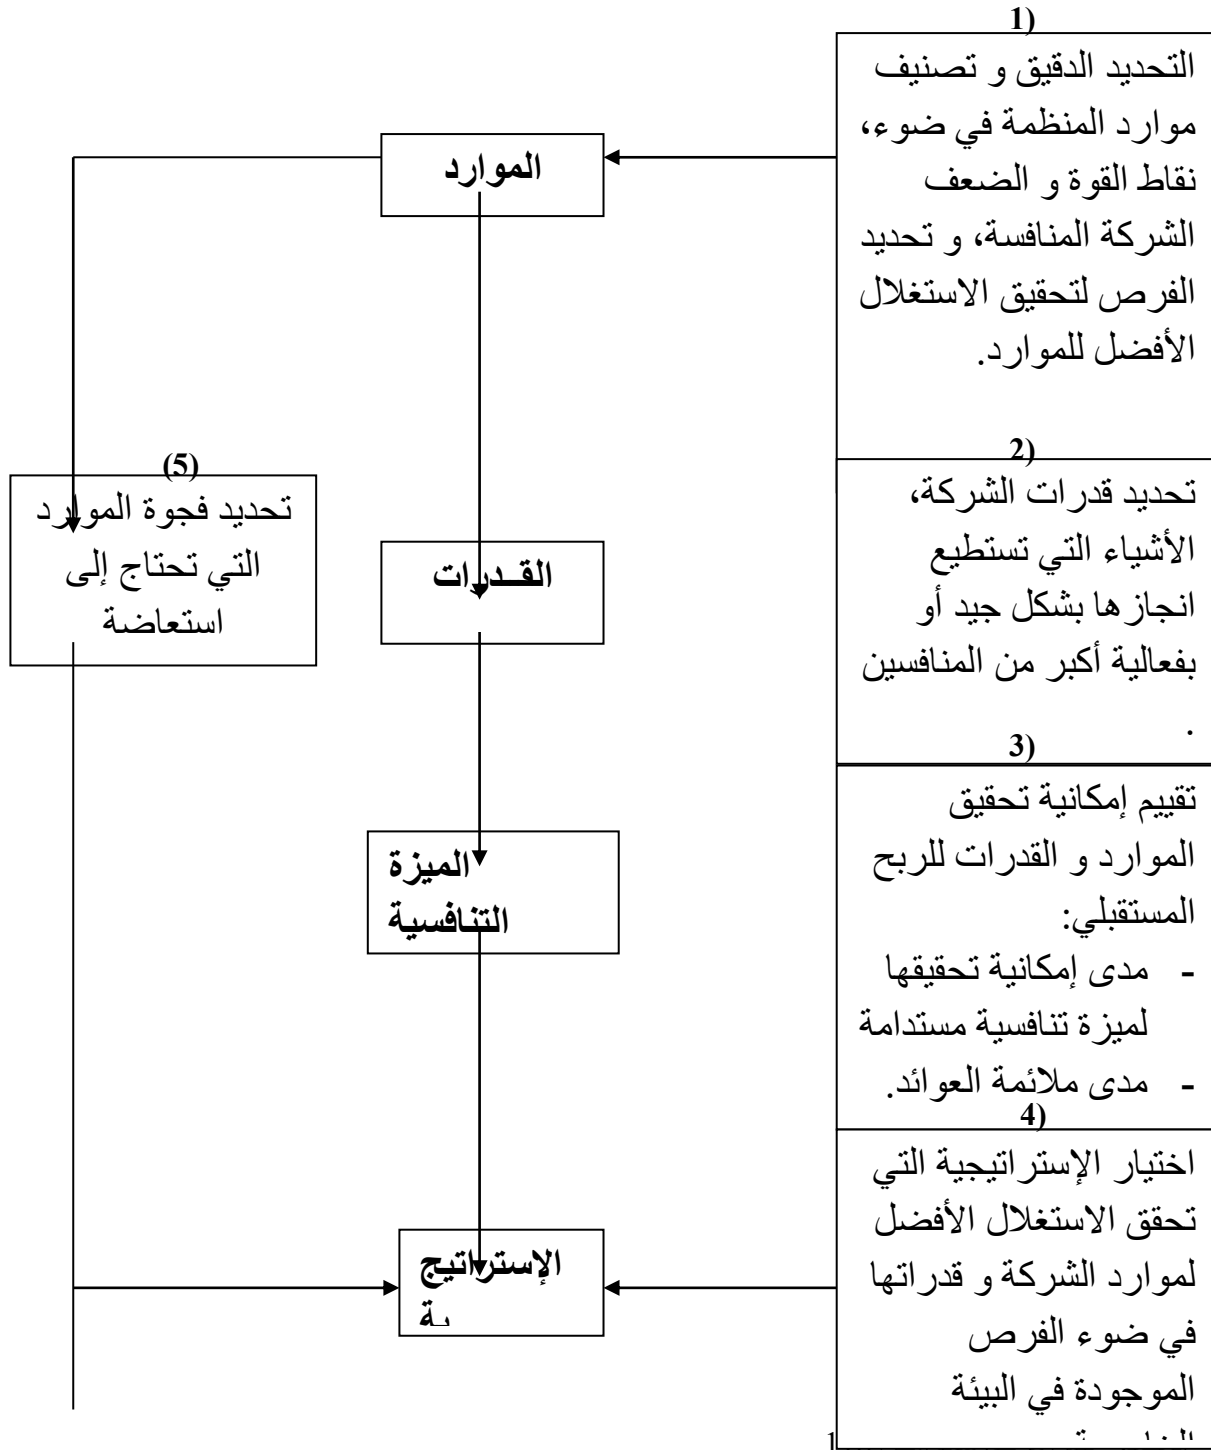 1)
التحديد الدقيق و تصنيف
موارد المنظمة في ضوء،
نقاط القوة و الضعف
الشركة المنافسة، و تحديد
الفرص لتحقيق الاستغلال
الأفضل للموارد.
الموارد
2)
تحديد قدرات الشركة،
الأشياء التي تستطيع
انجازها بشكل جيد أو
بفعالية أكبر من المنافسين
.
القــدرات
(5)
تحديد فجوة الموارد
التي تحتاج إلى
استعاضة
3)
تقييم إمكانية تحقيق
الموارد و القدرات للربح
المستقبلي:
- مدى إمكانية تحقيقها
لميزة تنافسية مستدامة
- مدى ملائمة العوائد.
الميزة
التنافسية
4)
اختيار الإستراتيجية التي
تحقق الاستغلال الأفضل
لموارد الشركة و قدراتها
في ضوء الفرص
الموجودة في البيئة
الإستراتيج
ية
1